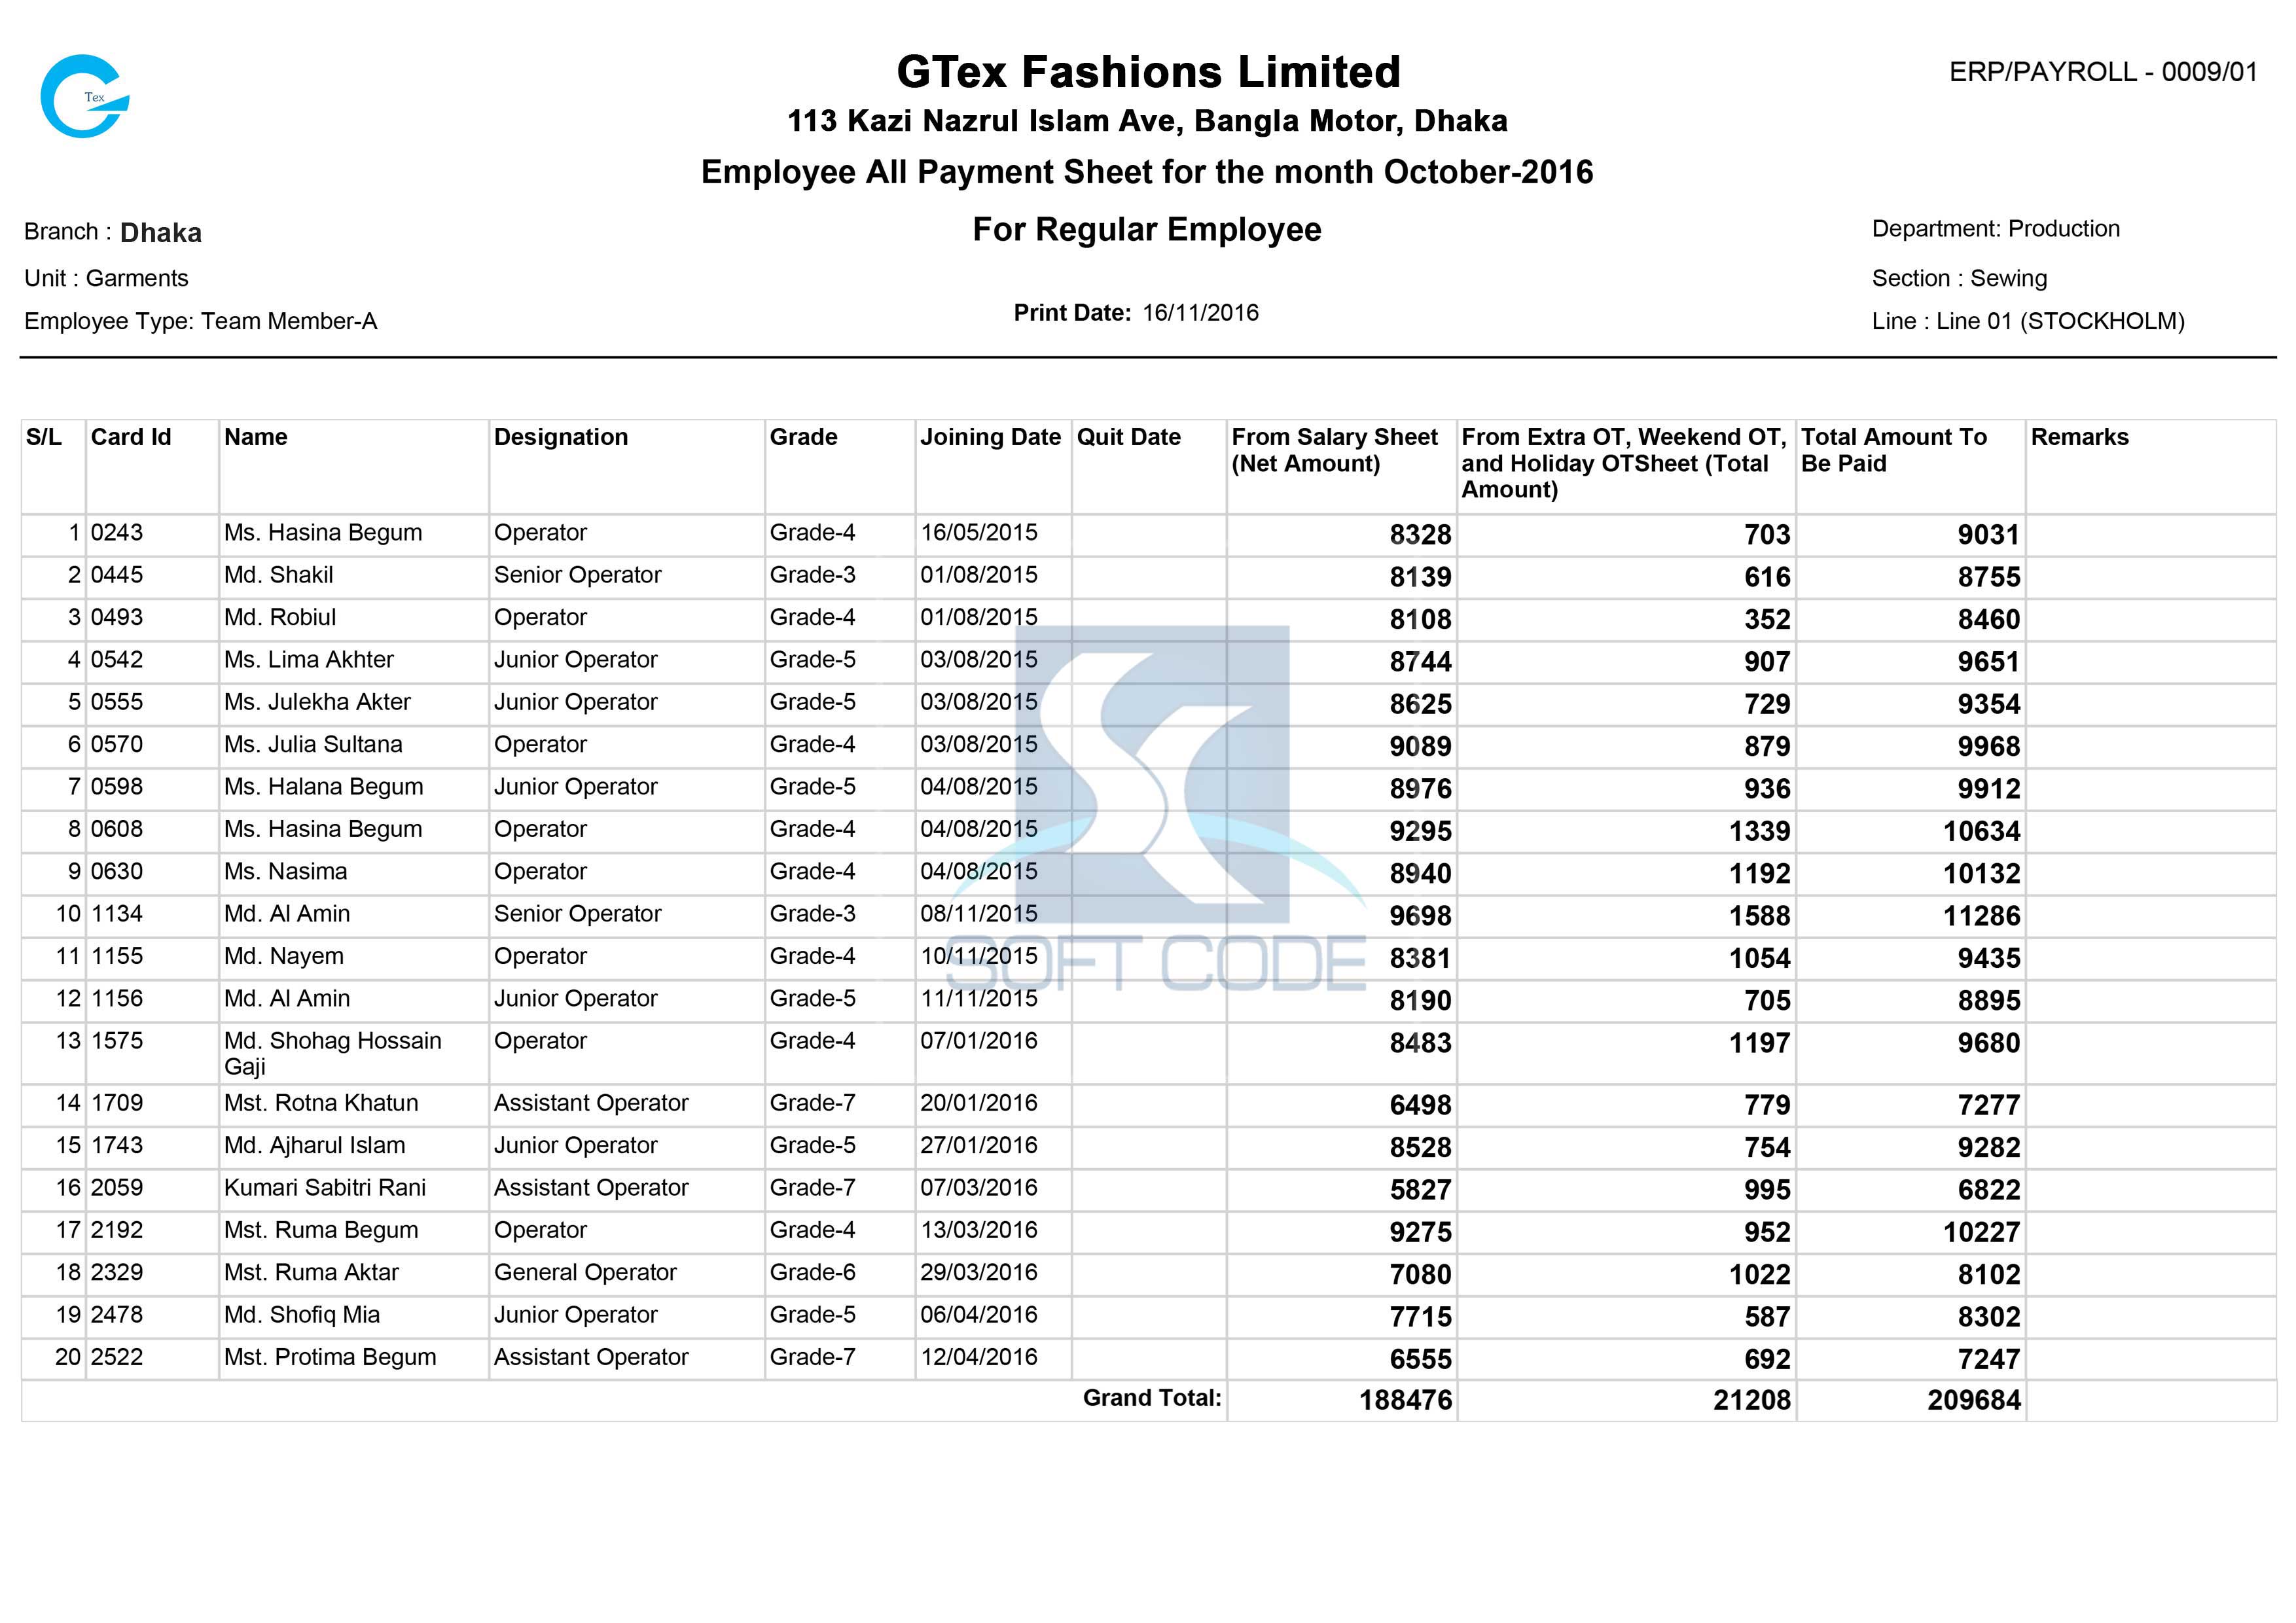 Tex
GTex Fashions Limited
ERP/PAYROLL - 0009/01
113 Kazi Nazrul Islam Ave, Bangla Motor, Dhaka
Employee All Payment Sheet for the month October-2016
Branch : Dhaka
For Regular Employee
Department: Production
Unit : Garments
Section : Sewing
Employee Type: Team Member-A
Print Date: 16/11/2016
Line : Line 01 (STOCKHOLM)
S/L Card Id Name Designation Grade Joining Date Quit Date From Salary Sheet From Extra OT, Weekend OT, Total Amount To Remarks
(Net Amount) and Holiday OTSheet (Total Be Paid
Amount)
1 0243 Ms. Hasina Begum Operator Grade-4 16/05/2015 8328 703 9031
2 0445 Md. Shakil Senior Operator Grade-3 01/08/2015 8139 616 8755
3 0493 Md. Robiul Operator Grade-4 01/08/2015 8108 352 8460
4 0542 Ms. Lima Akhter Junior Operator Grade-5 03/08/2015 8744 907 9651
5 0555 Ms. Julekha Akter Junior Operator Grade-5 03/08/2015 8625 729 9354
6 0570 Ms. Julia Sultana Operator Grade-4 03/08/2015 9089 879 9968
7 0598 Ms. Halana Begum Junior Operator Grade-5 04/08/2015 8976 936 9912
8 0608 Ms. Hasina Begum Operator Grade-4 04/08/2015 9295 1339 10634
9 0630 Ms. Nasima Operator Grade-4 04/08/2015 8940 1192 10132
10 1134 Md. Al Amin Senior Operator Grade-3 08/11/2015 9698 1588 11286
11 1155 Md. Nayem Operator Grade-4 10/11/2015 8381 1054 9435
SOFT CODE
12 1156 Md. Al Amin Junior Operator Grade-5 11/11/2015 8190 705 8895
13 1575 Md. Shohag Hossain Operator Grade-4 07/01/2016 8483 1197 9680
Gaji
14 1709 Mst. Rotna Khatun Assistant Operator Grade-7 20/01/2016 6498 779 7277
15 1743 Md. Ajharul Islam Junior Operator Grade-5 27/01/2016 8528 754 9282
16 2059 Kumari Sabitri Rani Assistant Operator Grade-7 07/03/2016 5827 995 6822
17 2192 Mst. Ruma Begum Operator Grade-4 13/03/2016 9275 952 10227
18 2329 Mst. Ruma Aktar General Operator Grade-6 29/03/2016 7080 1022 8102
19 2478 Md. Shofiq Mia Junior Operator Grade-5 06/04/2016 7715 587 8302
20 2522 Mst. Protima Begum Assistant Operator Grade-7 12/04/2016 6555 692 7247
Grand Total: 188476 21208 209684